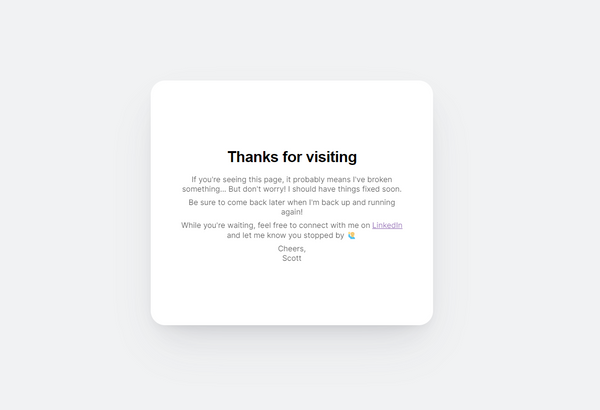 Thanks for visiting
If you're seeing this page, it probably means I've broken
something... But don't worry! I should have things fixed soon.
Be sure to come back later when I'm back up and running
again!
While you're waiting, feel free to connect with me on LinkedIn
and let me know you stopped by 🤙
Cheers,
Scott